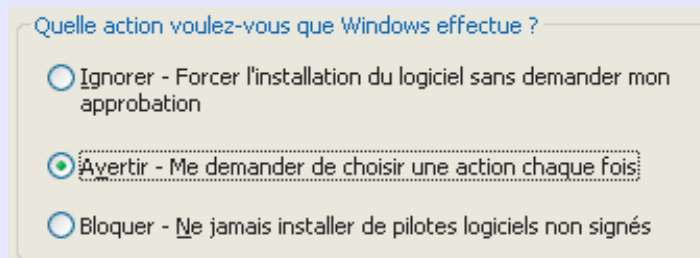 Quelle action voulez-vous que Windows effectue ?
Ignorer - Forcer l'installation du logiciel sans demander mon
approbation
Avertir - Me demander de choisir une action chaque fois
Bloquer - Ne jamais installer de pilotes logiciels non signés